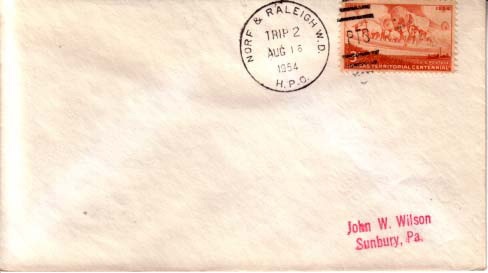 NORF & RALEIGH W.D.
TRIP 2
AUG 16
1954
H.P.O.
KANSAS TERRITORIAL CENTENNIAL
John W. Wilson
Sunbury, Pa.